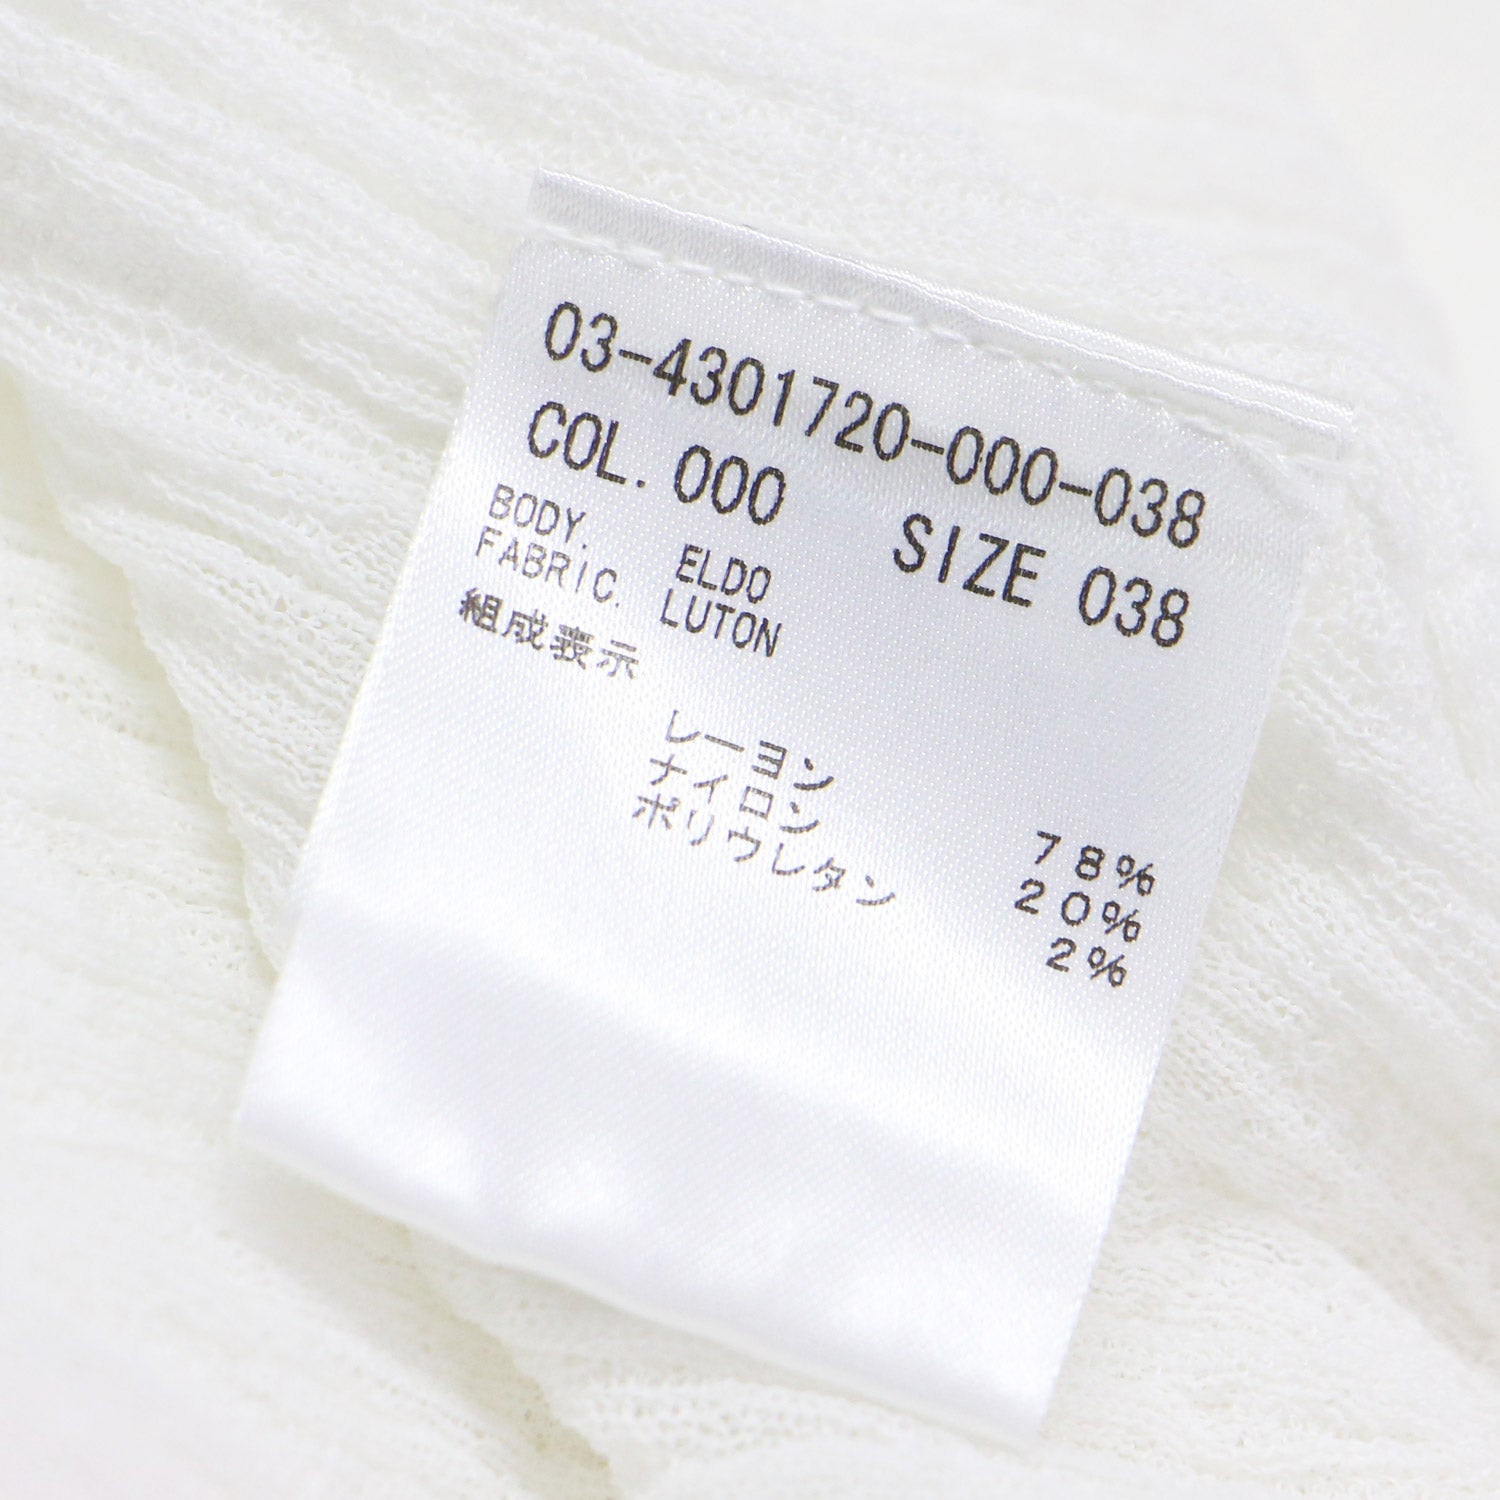 03-4301720-000-038
COL. 000 SIZE 038
BODY. ELDO
FABRIC. LUTON
組成表示
レーヨン 78%
ナイロン 20%
ポリウレタン 2%